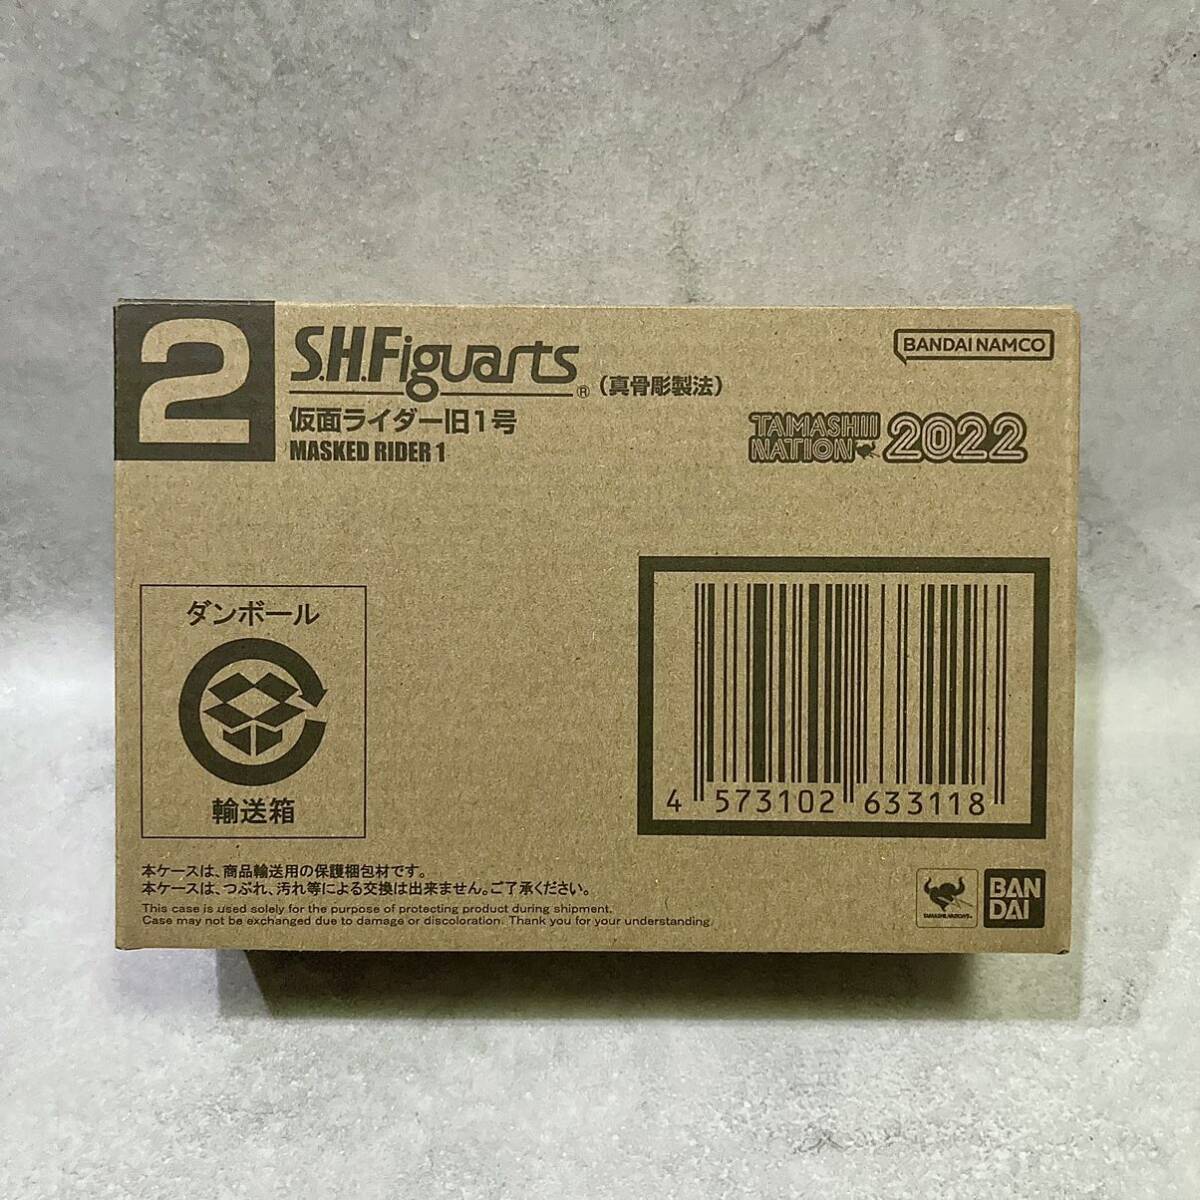 2
S.H.Figuarts® (真骨彫製法)
仮面ライダー旧1号
MASKED RIDER 1
BANDAI NAMCO
TAMASHII
NATION 2022
ダンボール
輸送箱
4 573102 633118
本ケースは、商品輸送用の保護梱包材です。
本ケースは、つぶれ、汚れ等による交換は出来ません。ご了承ください。
This case is used solely for the purpose of protecting product during shipment.
Case may not be exchanged due to damage or discoloration. Thank you for your understanding.
TAMASHII NATIONS
BAN
DAI